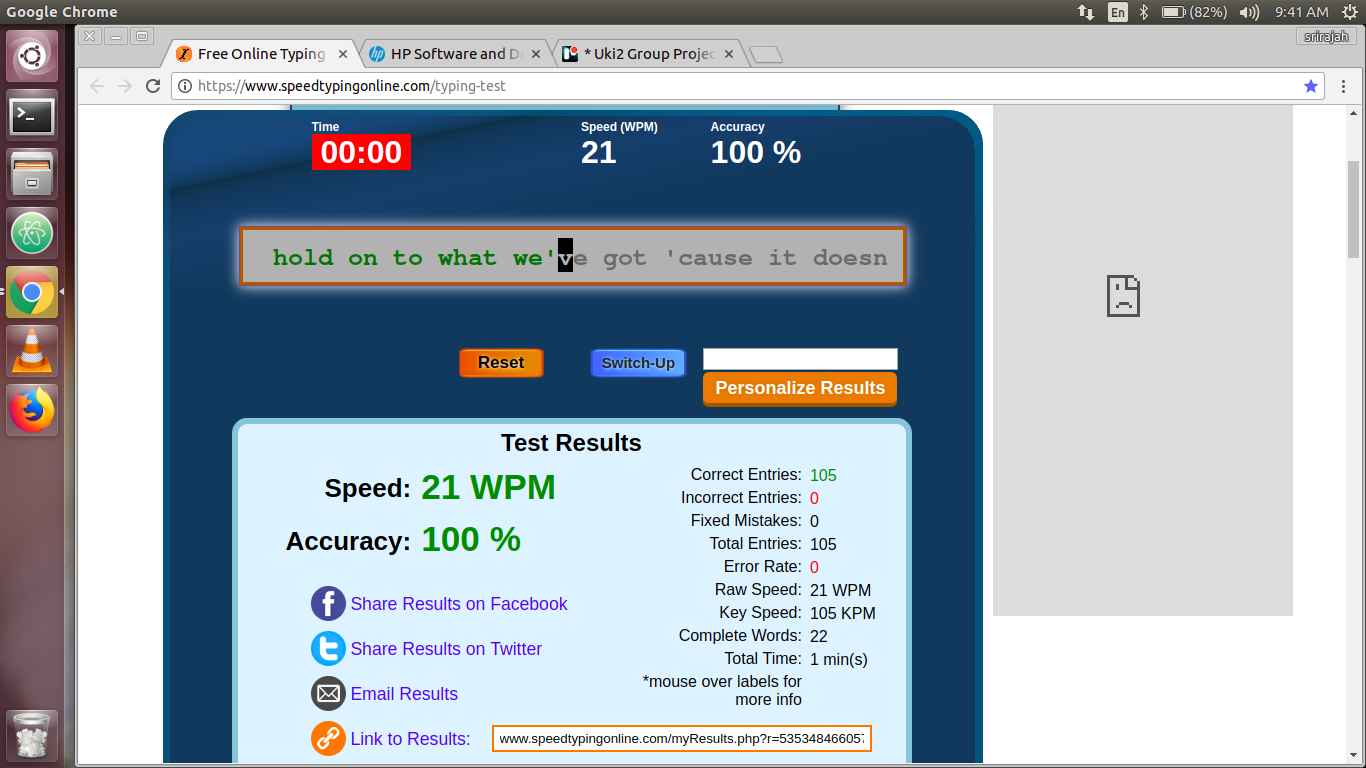 Google Chrome
En (82%) 9:41 AM
srirajah
Free Online Typing
HP Software and D
* Uki2 Group Projec
https://www.speedtypingonline.com/typing-test
Time
00:00
Speed (WPM)
21
Accuracy
100 %
hold on to what we've got 'cause it doesn
Reset
Switch-Up
Personalize Results
Test Results
Speed: 21 WPM
Accuracy: 100 %
Share Results on Facebook
Share Results on Twitter
Email Results
Link to Results: www.speedtypingonline.com/myResults.php?r=535348466057
Correct Entries: 105
Incorrect Entries: 0
Fixed Mistakes: 0
Total Entries: 105
Error Rate: 0
Raw Speed: 21 WPM
Key Speed: 105 KPM
Complete Words: 22
Total Time: 1 min(s)
*mouse over labels for
more info